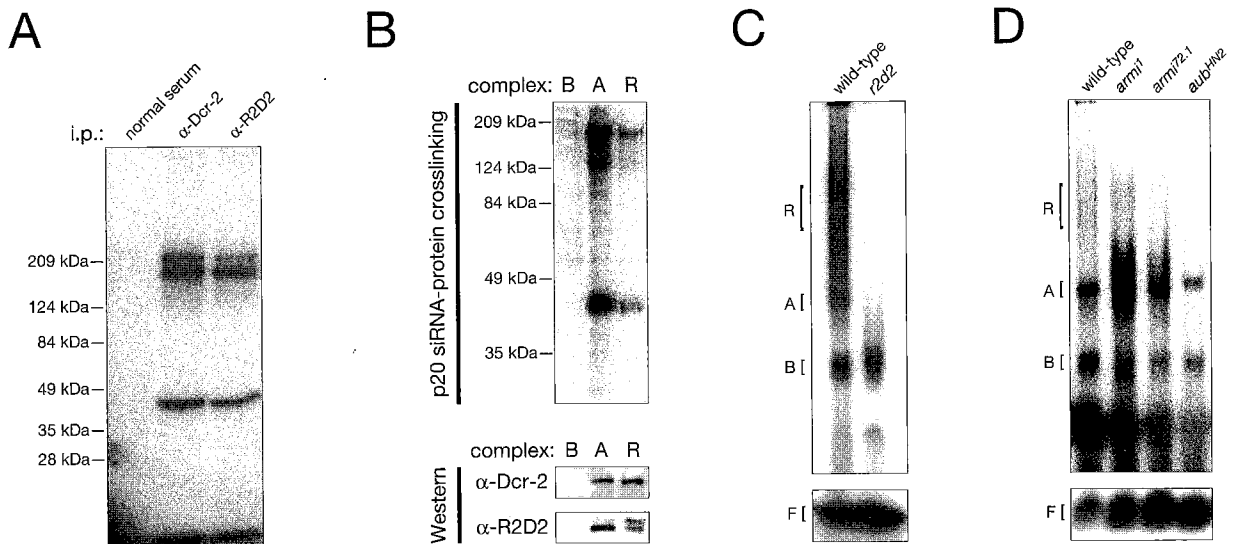 A
i.p.:
normal serum
α-Dcr-2
α-R2D2
209 kDa
124 kDa
84 kDa
49 kDa
35 kDa
28 kDa
B
complex: B A R
p20 siRNA-protein crosslinking
209 kDa
124 kDa
84 kDa
49 kDa
35 kDa
complex: B A R
Western
α-Dcr-2
α-R2D2
C
wild-type
r2d2
R
A
B
F
D
wild-type
armi1
armi72.1
aubHN2
R
A
B
F